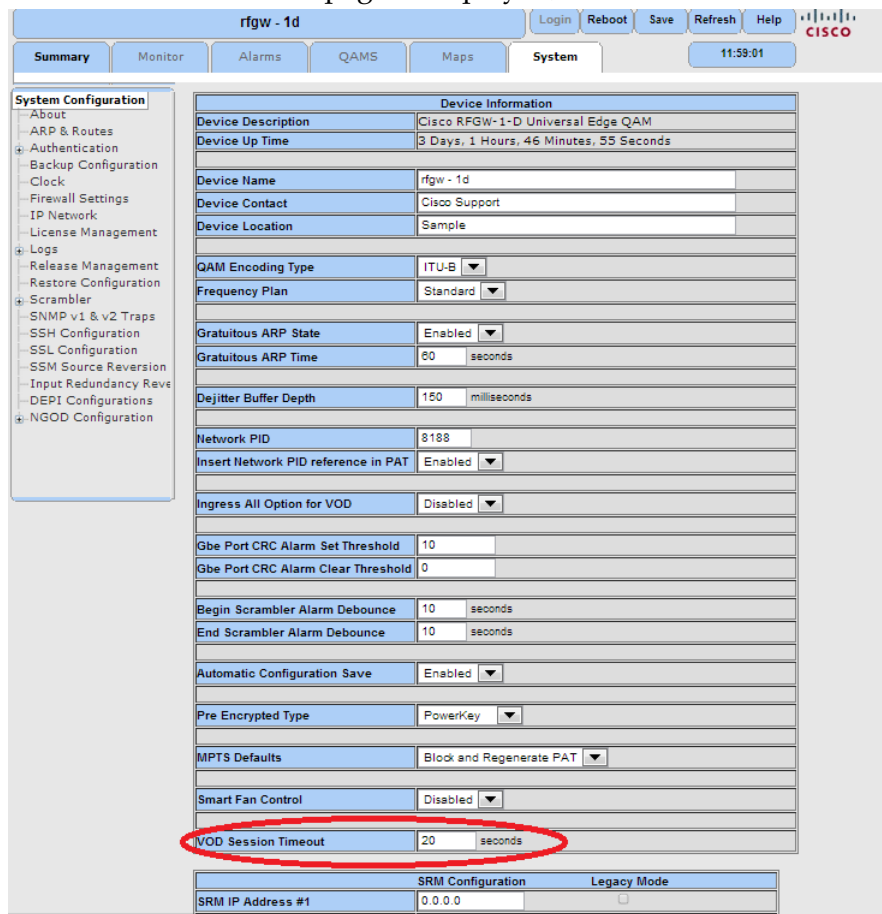 rfgw - 1d
Login Reboot Save Refresh Help
CISCO
Summary Monitor Alarms QAMS Maps System 11:59:01
System Configuration
About
ARP & Routes
Authentication
Backup Configuration
Clock
Firewall Settings
IP Network
License Management
Logs
Release Management
Restore Configuration
Scrambler
SNMP v1 & v2 Traps
SSH Configuration
SSL Configuration
SSM Source Reversion
Input Redundancy Reve
DEPI Configurations
NGOD Configuration
Device Information
Device Description Cisco RFGW-1-D Universal Edge QAM
Device Up Time 3 Days, 1 Hours, 46 Minutes, 55 Seconds
Device Name rfgw - 1d
Device Contact Cisco Support
Device Location Sample
QAM Encoding Type ITU-B
Frequency Plan Standard
Gratuitous ARP State Enabled
Gratuitous ARP Time 60 seconds
Dejitter Buffer Depth 150 milliseconds
Network PID 8188
Insert Network PID reference in PAT Enabled
Ingress All Option for VOD Disabled
Gbe Port CRC Alarm Set Threshold 10
Gbe Port CRC Alarm Clear Threshold 0
Begin Scrambler Alarm Debounce 10 seconds
End Scrambler Alarm Debounce 10 seconds
Automatic Configuration Save Enabled
Pre Encrypted Type PowerKey
MPTS Defaults Block and Regenerate PAT
Smart Fan Control Disabled
VOD Session Timeout 20 seconds
SRM Configuration Legacy Mode
SRM IP Address #1 0.0.0.0